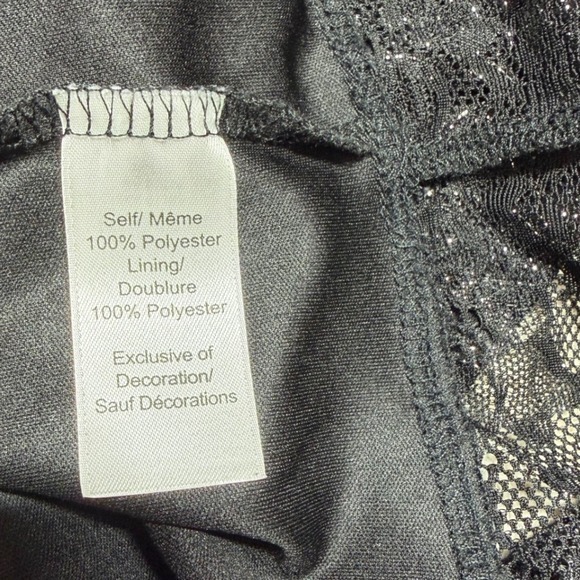 Self/ Même
100% Polyester
Lining/
Doublure
100% Polyester
Exclusive of
Decoration/
Sauf Décorations